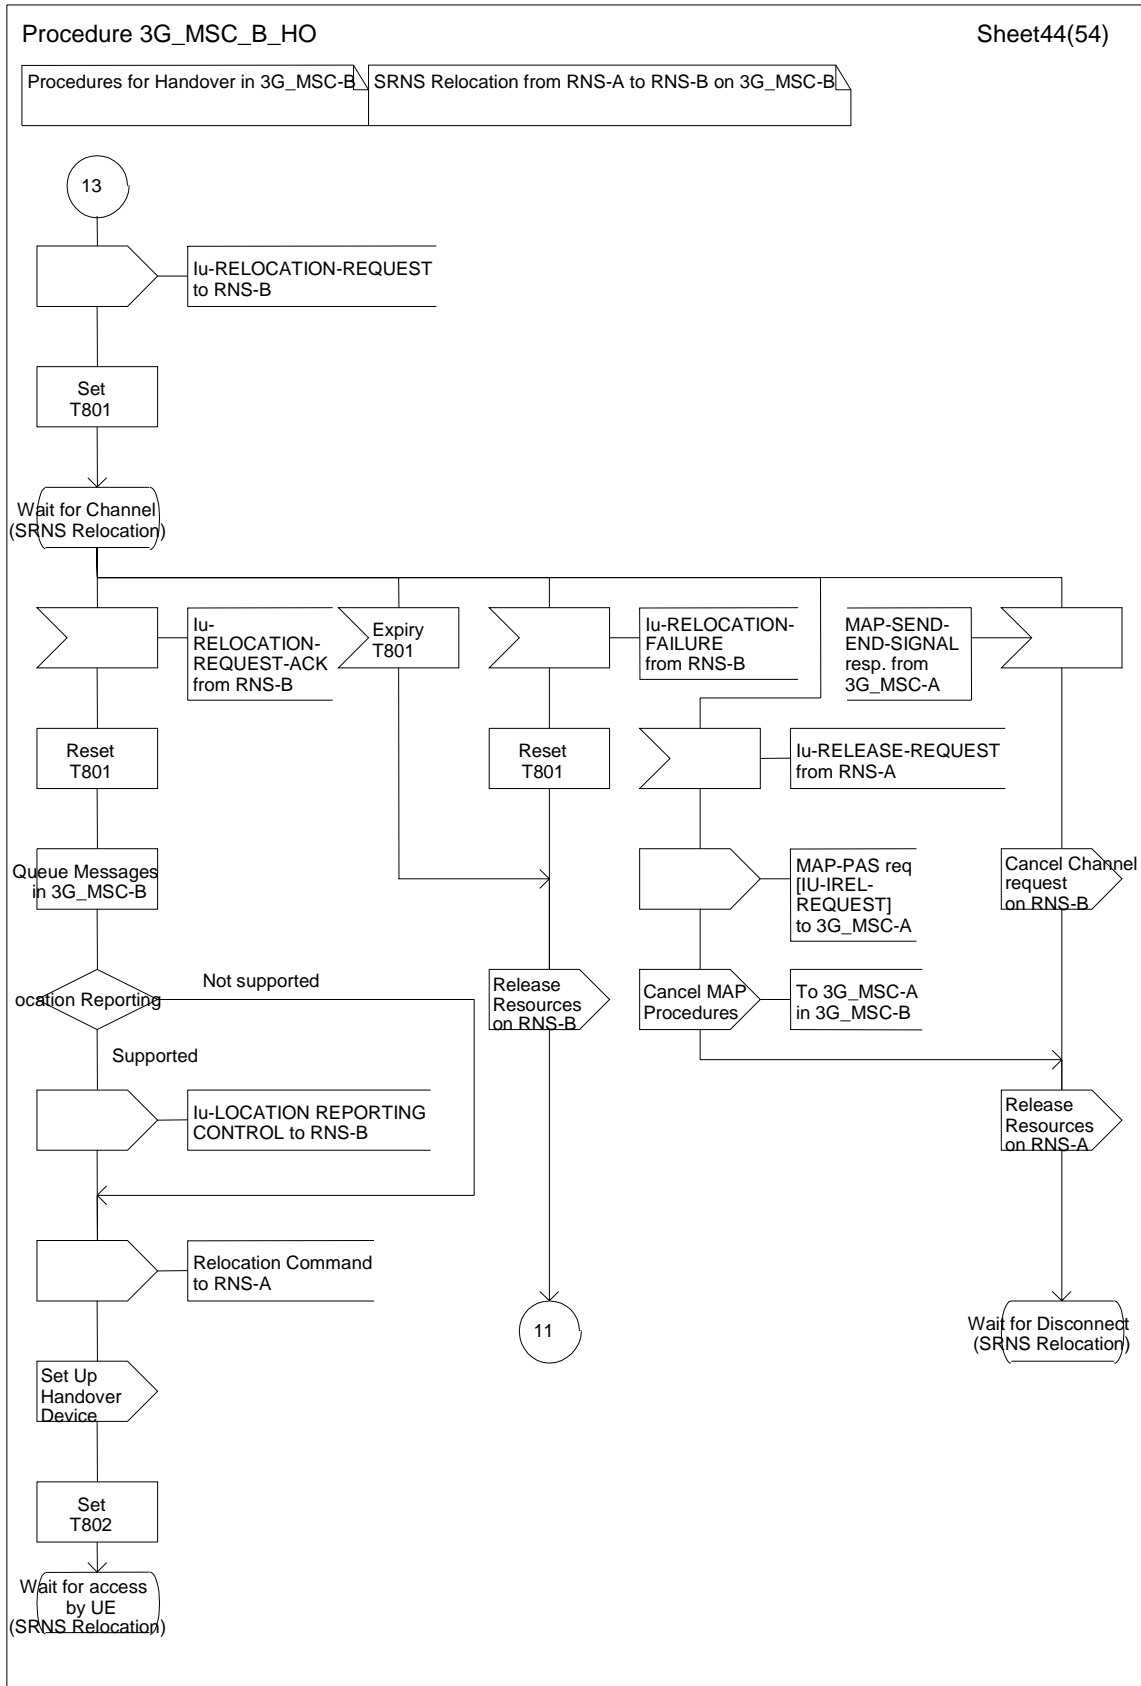 Procedure 3G_MSC_B_HO
Sheet44(54)
Procedures for Handover in 3G_MSC-B
SRNS Relocation from RNS-A to RNS-B on 3G_MSC-B
13
Iu-RELOCATION-REQUEST
to RNS-B
Set
T801
Wait for Channel
(SRNS Relocation)
Iu-
RELOCATION-
REQUEST-ACK
from RNS-B
Expiry
T801
Iu-RELOCATION-
FAILURE
from RNS-B
MAP-SEND-
END-SIGNAL
resp. from
3G_MSC-A
Reset
T801
Reset
T801
Iu-RELEASE-REQUEST
from RNS-A
Queue Messages
in 3G_MSC-B
MAP-PAS req
[IU-IREL-
REQUEST]
to 3G_MSC-A
Cancel Channel
request
on RNS-B
ocation Reporting
Not supported
Supported
Release
Resources
on RNS-B
Cancel MAP
Procedures
To 3G_MSC-A
in 3G_MSC-B
Iu-LOCATION REPORTING
CONTROL to RNS-B
Release
Resources
on RNS-A
Relocation Command
to RNS-A
11
Wait for Disconnect
(SRNS Relocation)
Set Up
Handover
Device
Set
T802
Wait for access
by UE
(SRNS Relocation)